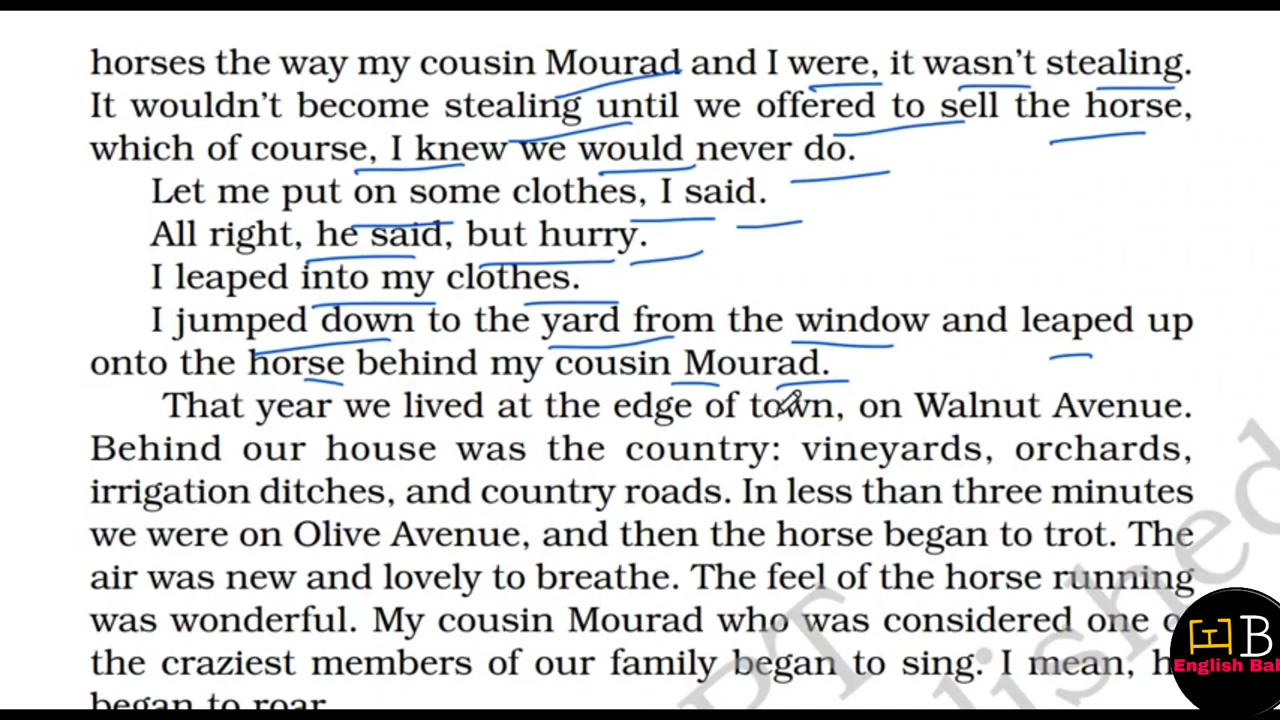 horses the way my cousin Mourad and I were, it wasn't stealing.
It wouldn't become stealing until we offered to sell the horse,
which of course, I knew we would never do.
Let me put on some clothes, I said.
All right, he said, but hurry.
I leaped into my clothes.
I jumped down to the yard from the window and leaped up
onto the horse behind my cousin Mourad.
That year we lived at the edge of town, on Walnut Avenue.
Behind our house was the country: vineyards, orchards,
irrigation ditches, and country roads. In less than three minutes
we were on Olive Avenue, and then the horse began to trot. The
air was new and lovely to breathe. The feel of the horse running
was wonderful. My cousin Mourad who was considered one
the craziest members of our family began to sing. I mean,
began to roar
B
English